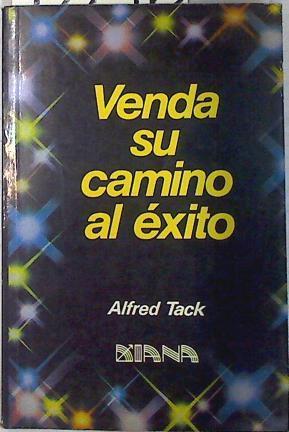 Venda
su
camino
al éxito
Alfred Tack
DIANA